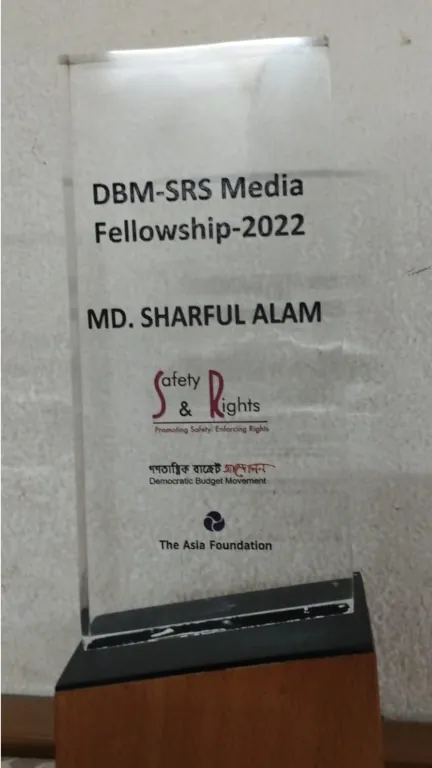 DBM-SRS Media
Fellowship-2022
MD. SHARFUL ALAM
Safety
& Rights
Promoting Safety: Enforcing Rights
গণতান্ত্রিক বাজেট আন্দোলন
Democratic Budget Movement
The Asia Foundation